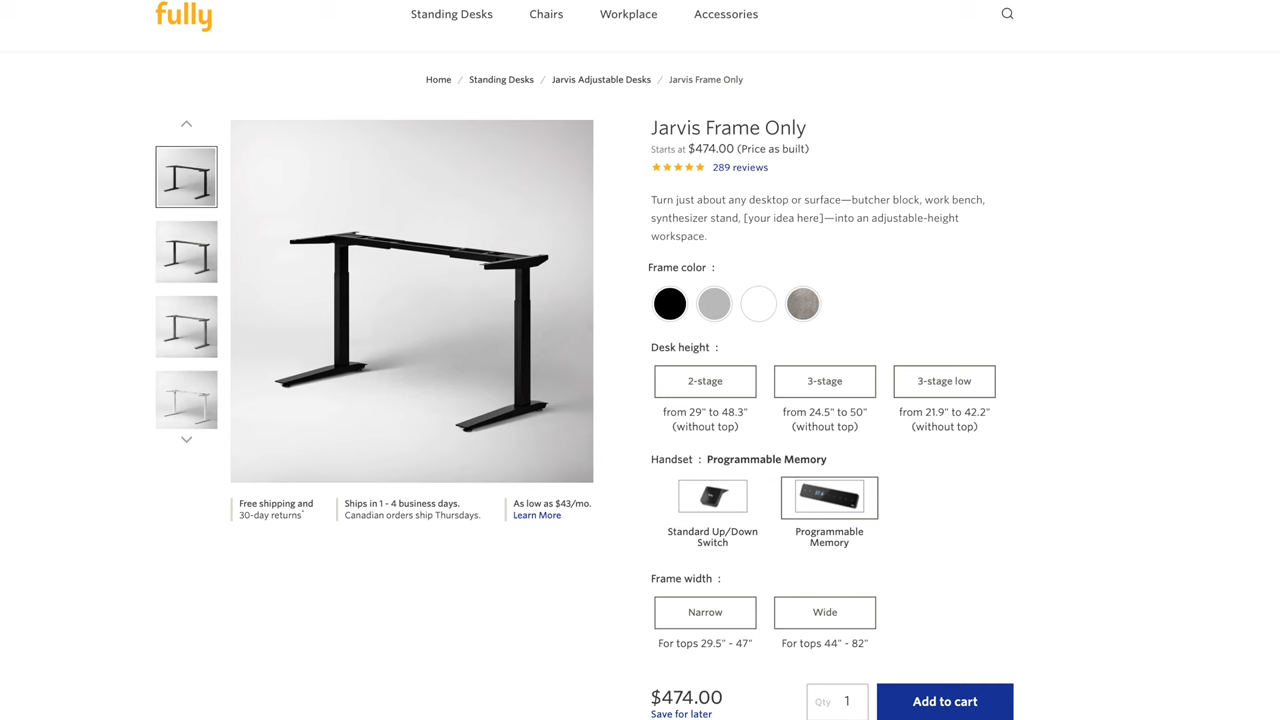 fully
Standing Desks
Chairs
Workplace
Accessories
Home / Standing Desks / Jarvis Adjustable Desks / Jarvis Frame Only
Jarvis Frame Only
Starts at $474.00 (Price as built)
289 reviews
Turn just about any desktop or surface—butcher block, work bench,
synthesizer stand, [your idea here]—into an adjustable-height
workspace.
Frame color :
Desk height :
2-stage
3-stage
3-stage low
from 29" to 48.3"
(without top)
from 24.5" to 50"
(without top)
from 21.9" to 42.2"
(without top)
Handset : Programmable Memory
Standard Up/Down
Switch
Programmable
Memory
Frame width :
Narrow
Wide
For tops 29.5" - 47"
For tops 44" - 82"
$474.00
Save for later
Qty 1
Add to cart
Free shipping and
30-day returns*
Ships in 1 - 4 business days.
Canadian orders ship Thursdays.
As low as $43/mo.
Learn More